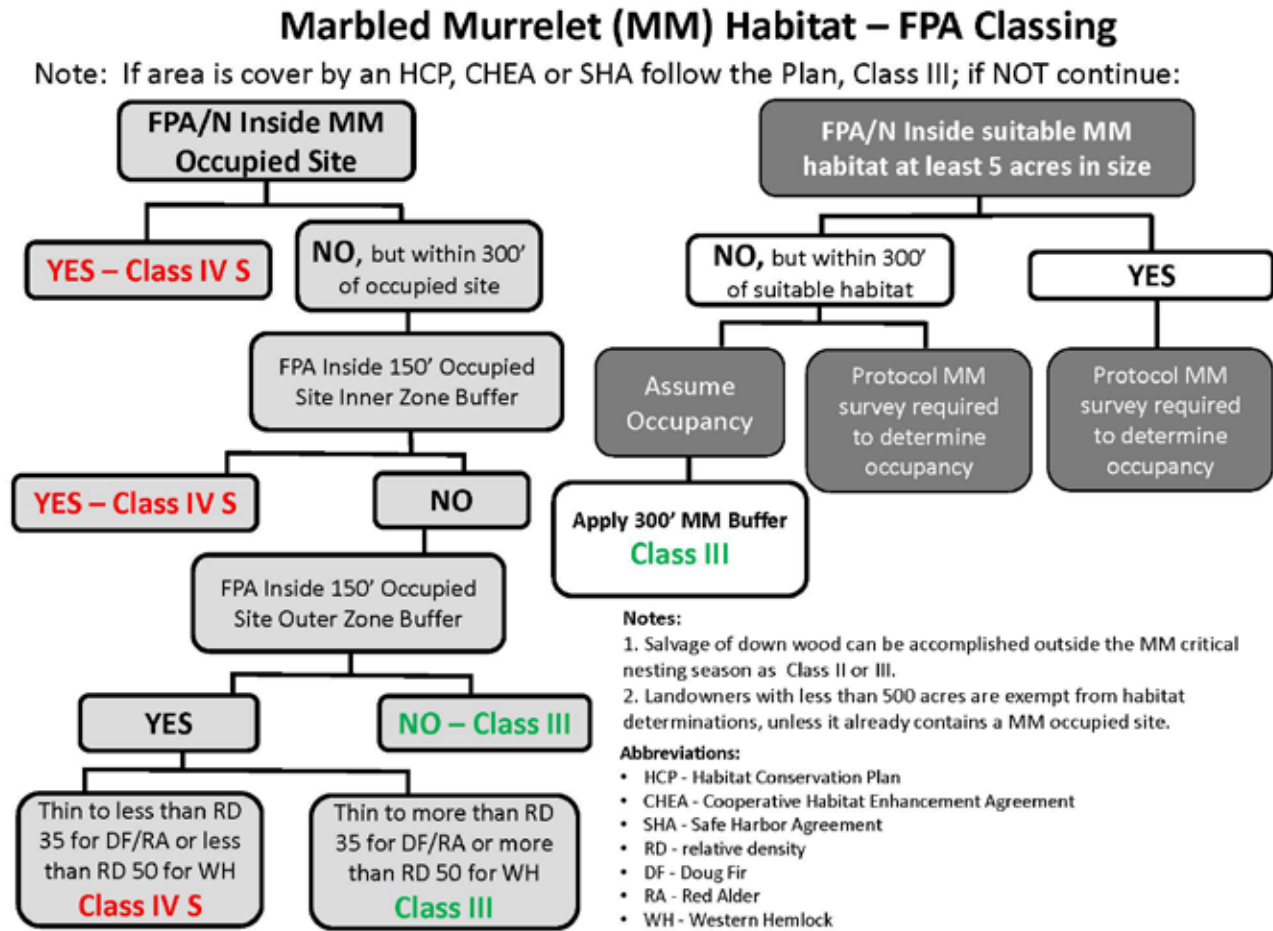 Marbled Murrelet (MM) Habitat – FPA Classing
Note: If area is cover by an HCP, CHEA or SHA follow the Plan, Class III; if NOT continue:
FPA/N Inside MM
Occupied Site
YES – Class IV S
NO, but within 300'
of occupied site
FPA Inside 150' Occupied
Site Inner Zone Buffer
YES – Class IV S
NO
FPA Inside 150' Occupied
Site Outer Zone Buffer
YES
NO – Class III
Thin to less than RD
35 for DF/RA or less
than RD 50 for WH
Class IV S
Thin to more than RD
35 for DF/RA or more
than RD 50 for WH
Class III
FPA/N Inside suitable MM
habitat at least 5 acres in size
NO, but within 300'
of suitable habitat
YES
Assume
Occupancy
Protocol MM
survey required
to determine
occupancy
Protocol MM
survey required
to determine
occupancy
Apply 300' MM Buffer
Class III
Notes:
1. Salvage of down wood can be accomplished outside the MM critical
nesting season as Class II or III.
2. Landowners with less than 500 acres are exempt from habitat
determinations, unless it already contains a MM occupied site.
Abbreviations:
• HCP - Habitat Conservation Plan
• CHEA - Cooperative Habitat Enhancement Agreement
• SHA - Safe Harbor Agreement
• RD - relative density
• DF - Doug Fir
• RA - Red Alder
• WH - Western Hemlock